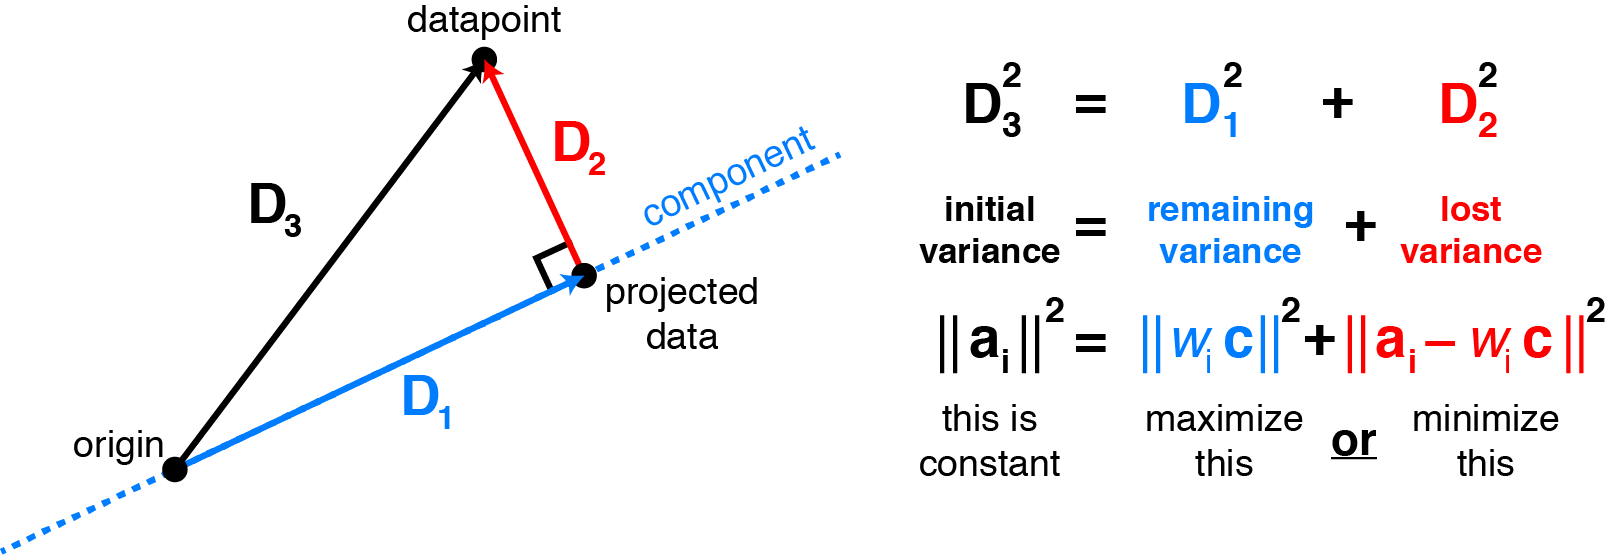 datapoint
D₃
D₂
component
projected
data
D₁
origin
D₃² = D₁² + D₂²
initial variance = remaining variance + lost variance
|| aᵢ ||² = || wᵢ c||² + || aᵢ – wᵢ c ||²
this is
constant
maximize
this
or
minimize
this